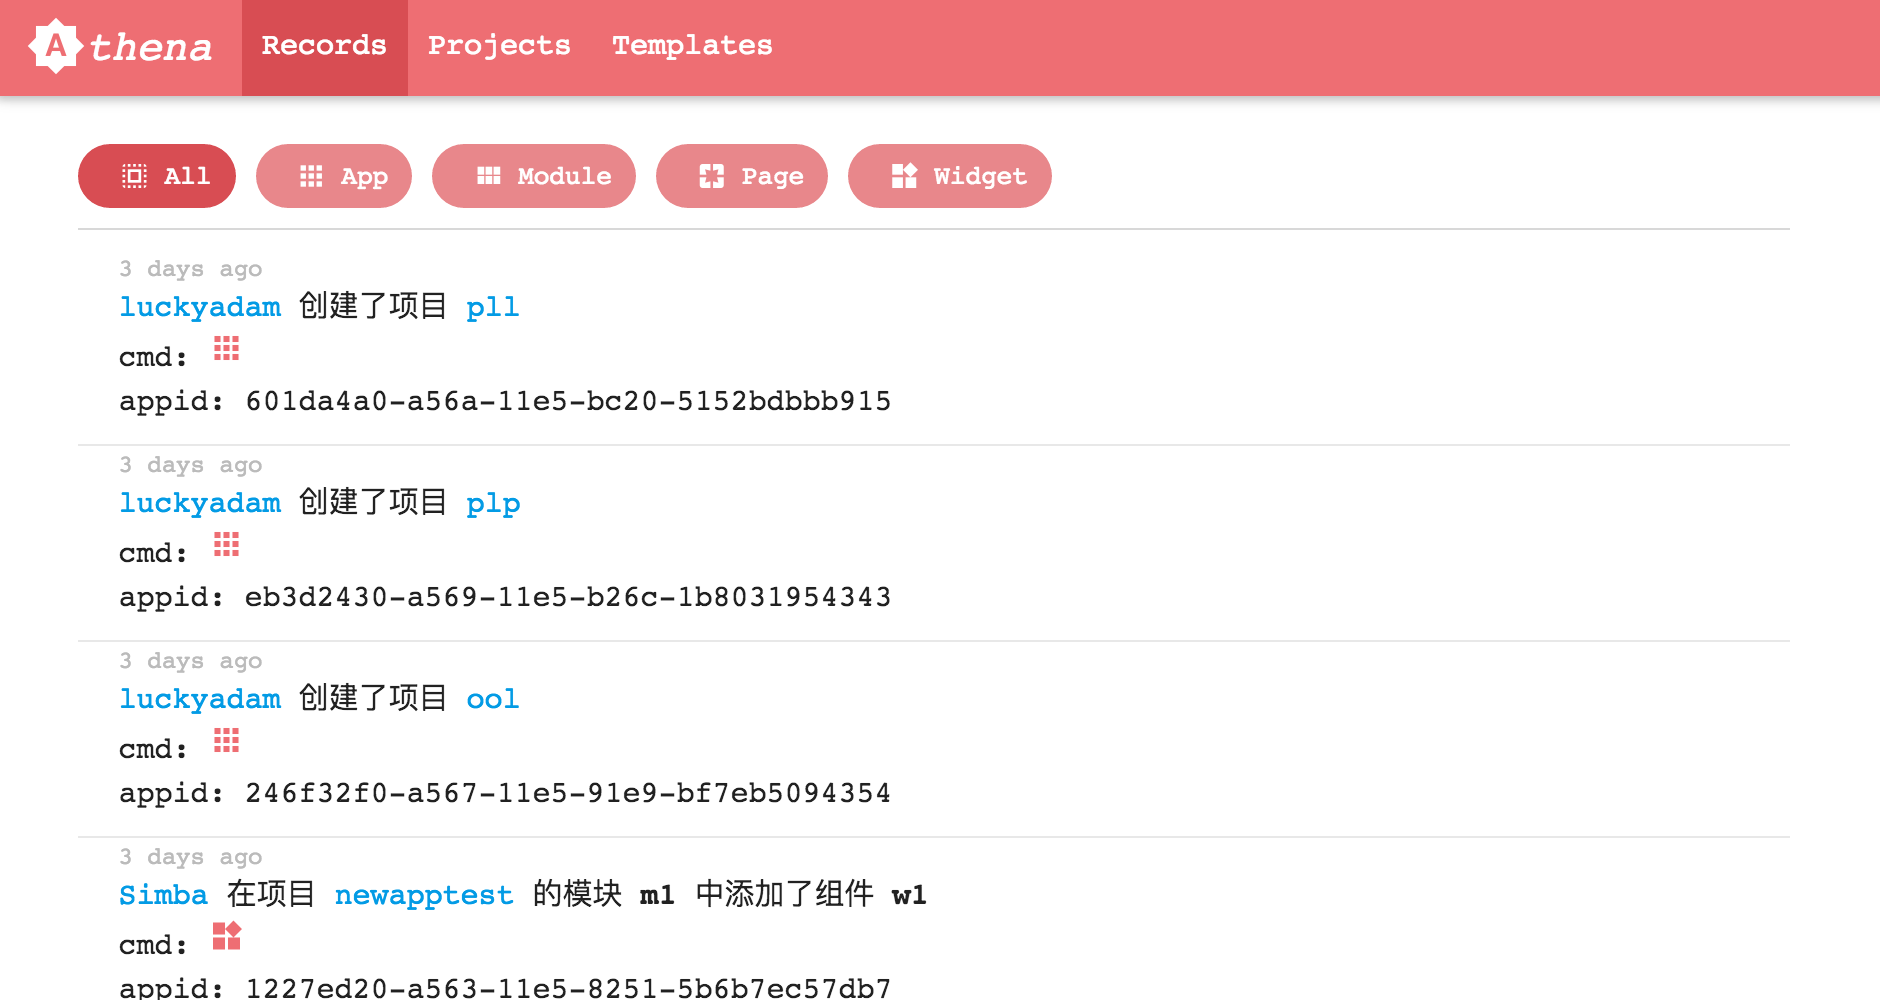 Athena Records Projects Templates
All App Module Page Widget
3 days ago
luckyadam 创建了项目 pll
cmd:
appid: 601da4a0-a56a-11e5-bc20-5152bdbbb915
3 days ago
luckyadam 创建了项目 plp
cmd:
appid: eb3d2430-a569-11e5-b26c-1b8031954343
3 days ago
luckyadam 创建了项目 ool
cmd:
appid: 246f32f0-a567-11e5-91e9-bf7eb5094354
3 days ago
Simba 在项目 newapptest 的模块 m1 中添加了组件 w1
cmd:
appid: 1227ed20-a563-11e5-8251-5b6b7ec57db7